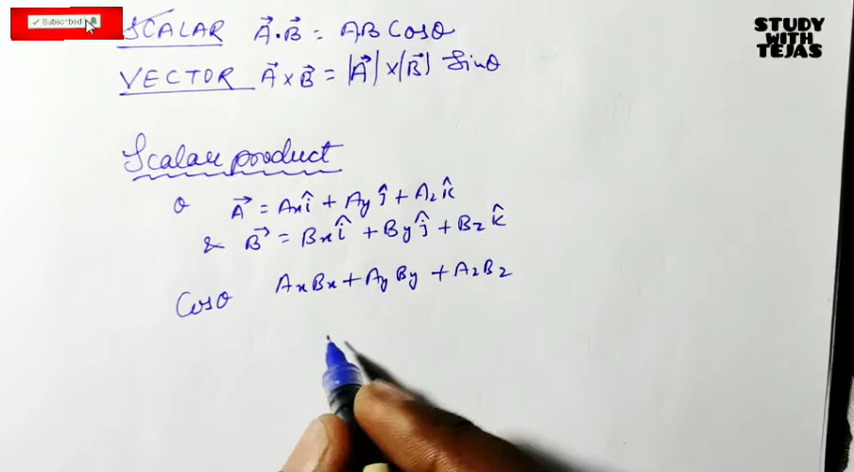 Subscribed
STUDY
WITH
TEJAS
SCALAR A⃗·B⃗ = AB Cosθ
VECTOR A⃗×B⃗ = |A⃗|×|B⃗| Sinθ
Scalar product
θ A⃗ = Axî + Ayĵ + Azk̂
& B⃗ = Bxî + Byĵ + Bzk̂
Cosθ AxBx + AyBy + AzBz